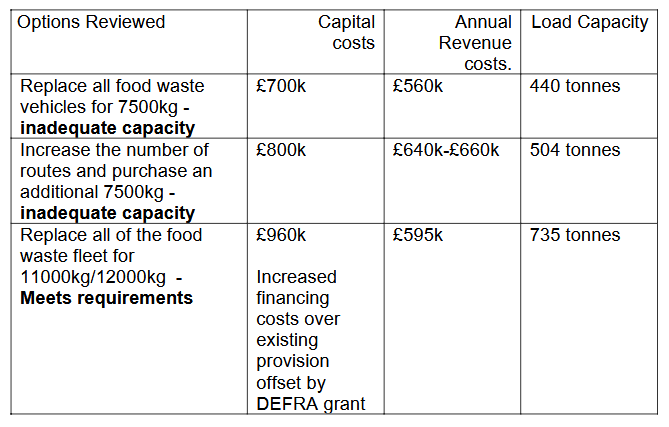 Options Reviewed
Capital
costs
Annual
Revenue
costs.
Load Capacity
Replace all food waste
vehicles for 7500kg -
inadequate capacity
£700k
£560k
440 tonnes
Increase the number of
routes and purchase an
additional 7500kg -
inadequate capacity
£800k
£640k-£660k
504 tonnes
Replace all of the food
waste fleet for
11000kg/12000kg -
Meets requirements
£960k
Increased
financing
costs over
existing
provision
offset by
DEFRA grant
£595k
735 tonnes